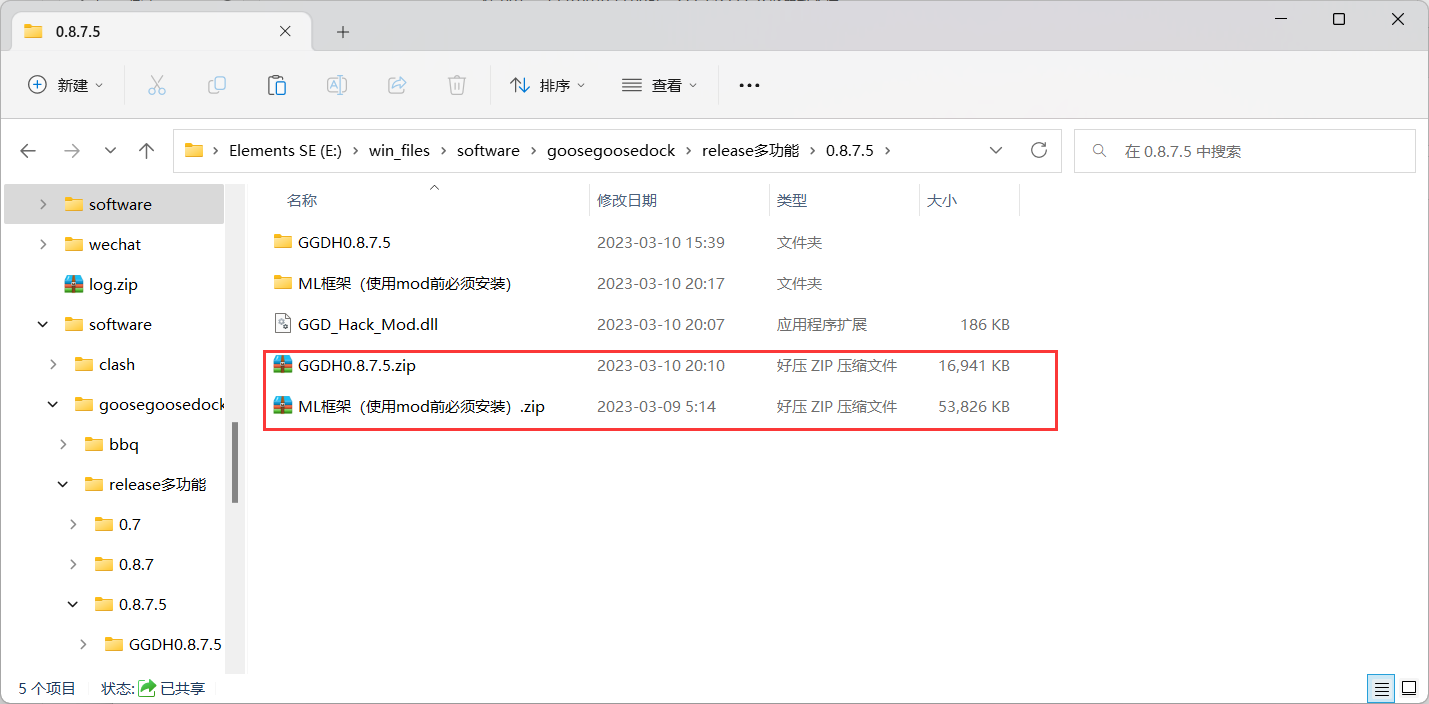 0.8.7.5
新建
排序
查看
Elements SE (E:) win_files software goosegoosedock release多功能 0.8.7.5
在 0.8.7.5 中搜索
software
wechat
log.zip
software
clash
goosegoosedock
bbq
release多功能
0.7
0.8.7
0.8.7.5
GGDH0.8.7.5
名称 修改日期 类型 大小
GGDH0.8.7.5 2023-03-10 15:39 文件夹
ML框架（使用mod前必须安装) 2023-03-10 20:17 文件夹
GGD_Hack_Mod.dll 2023-03-10 20:07 应用程序扩展 186 KB
GGDH0.8.7.5.zip 2023-03-10 20:10 好压 ZIP 压缩文件 16,941 KB
ML框架（使用mod前必须安装）.zip 2023-03-09 5:14 好压 ZIP 压缩文件 53,826 KB
5 个项目 状态: 已共享